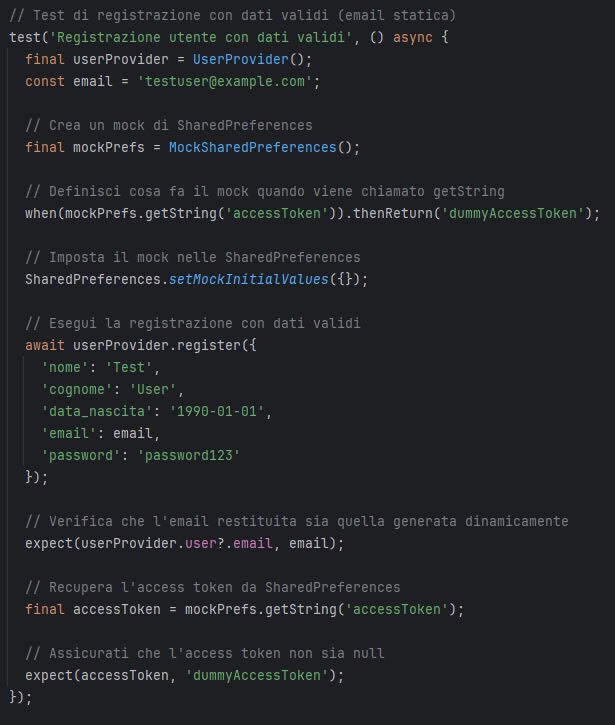 // Test di registrazione con dati validi (email statica)
test('Registrazione utente con dati validi', () async {
  final userProvider = UserProvider();
  const email = 'testuser@example.com';

  // Crea un mock di SharedPreferences
  final mockPrefs = MockSharedPreferences();

  // Definisci cosa fa il mock quando viene chiamato getString
  when(mockPrefs.getString('accessToken')).thenReturn('dummyAccessToken');

  // Imposta il mock nelle SharedPreferences
  SharedPreferences.setMockInitialValues({});

  // Esegui la registrazione con dati validi
  await userProvider.register({
    'nome': 'Test',
    'cognome': 'User',
    'data_nascita': '1990-01-01',
    'email': email,
    'password': 'password123'
  });

  // Verifica che l'email restituita sia quella generata dinamicamente
  expect(userProvider.user?.email, email);

  // Recupera l'access token da SharedPreferences
  final accessToken = mockPrefs.getString('accessToken');

  // Assicurati che l'access token non sia null
  expect(accessToken, 'dummyAccessToken');
});